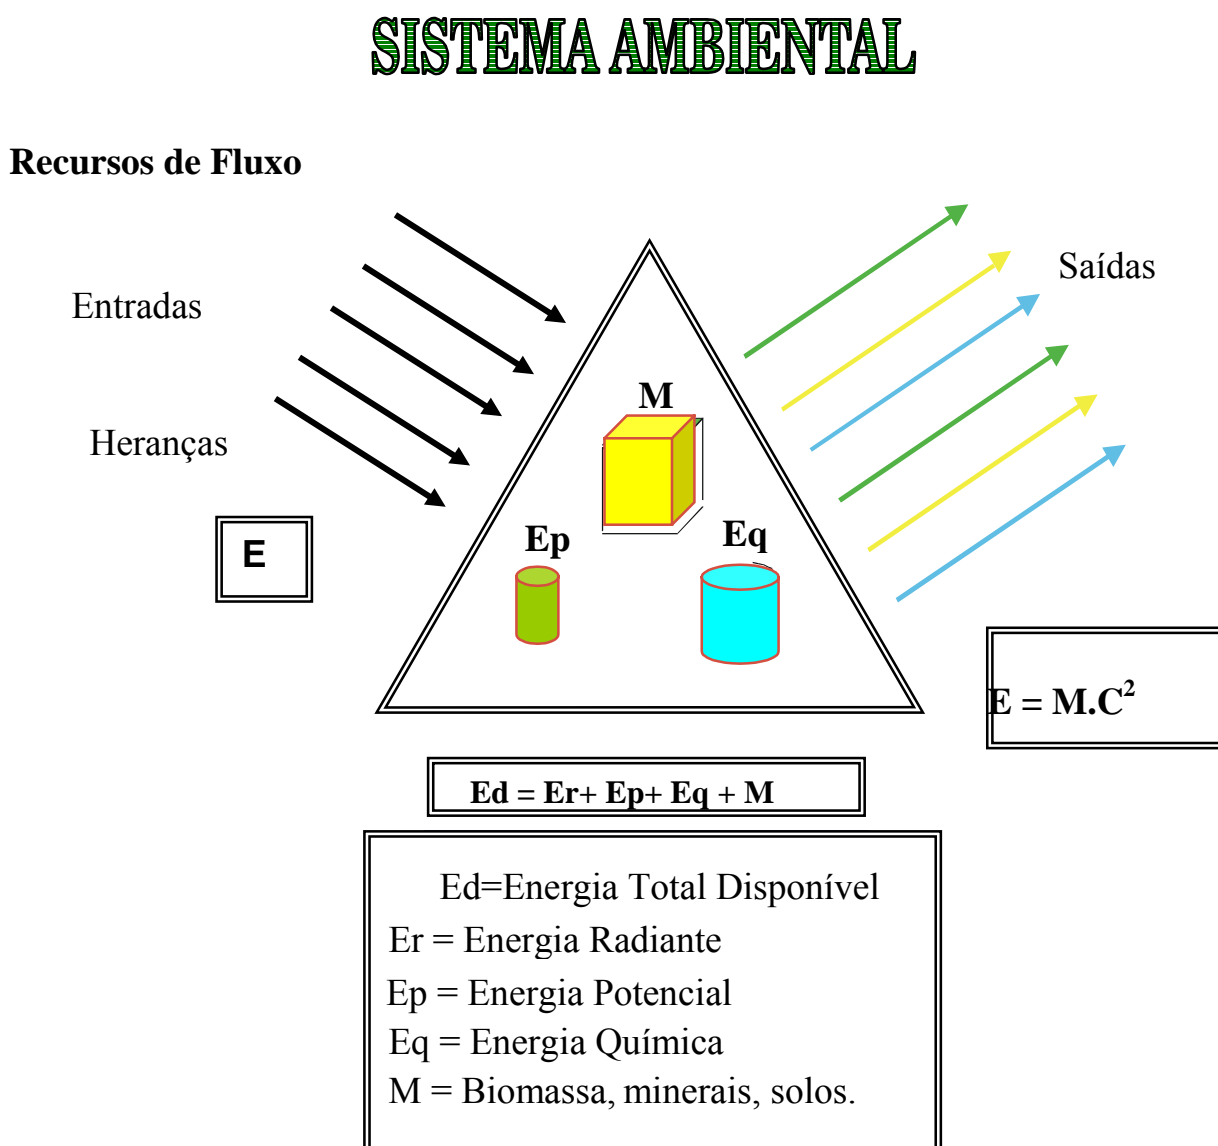 SISTEMA AMBIENTAL
Recursos de Fluxo
Entradas
Saídas
Heranças
M
Ep
Eq
E
E = M.C²
Ed = Er+ Ep+ Eq + M
Ed=Energia Total Disponível
Er = Energia Radiante
Ep = Energia Potencial
Eq = Energia Química
M = Biomassa, minerais, solos.